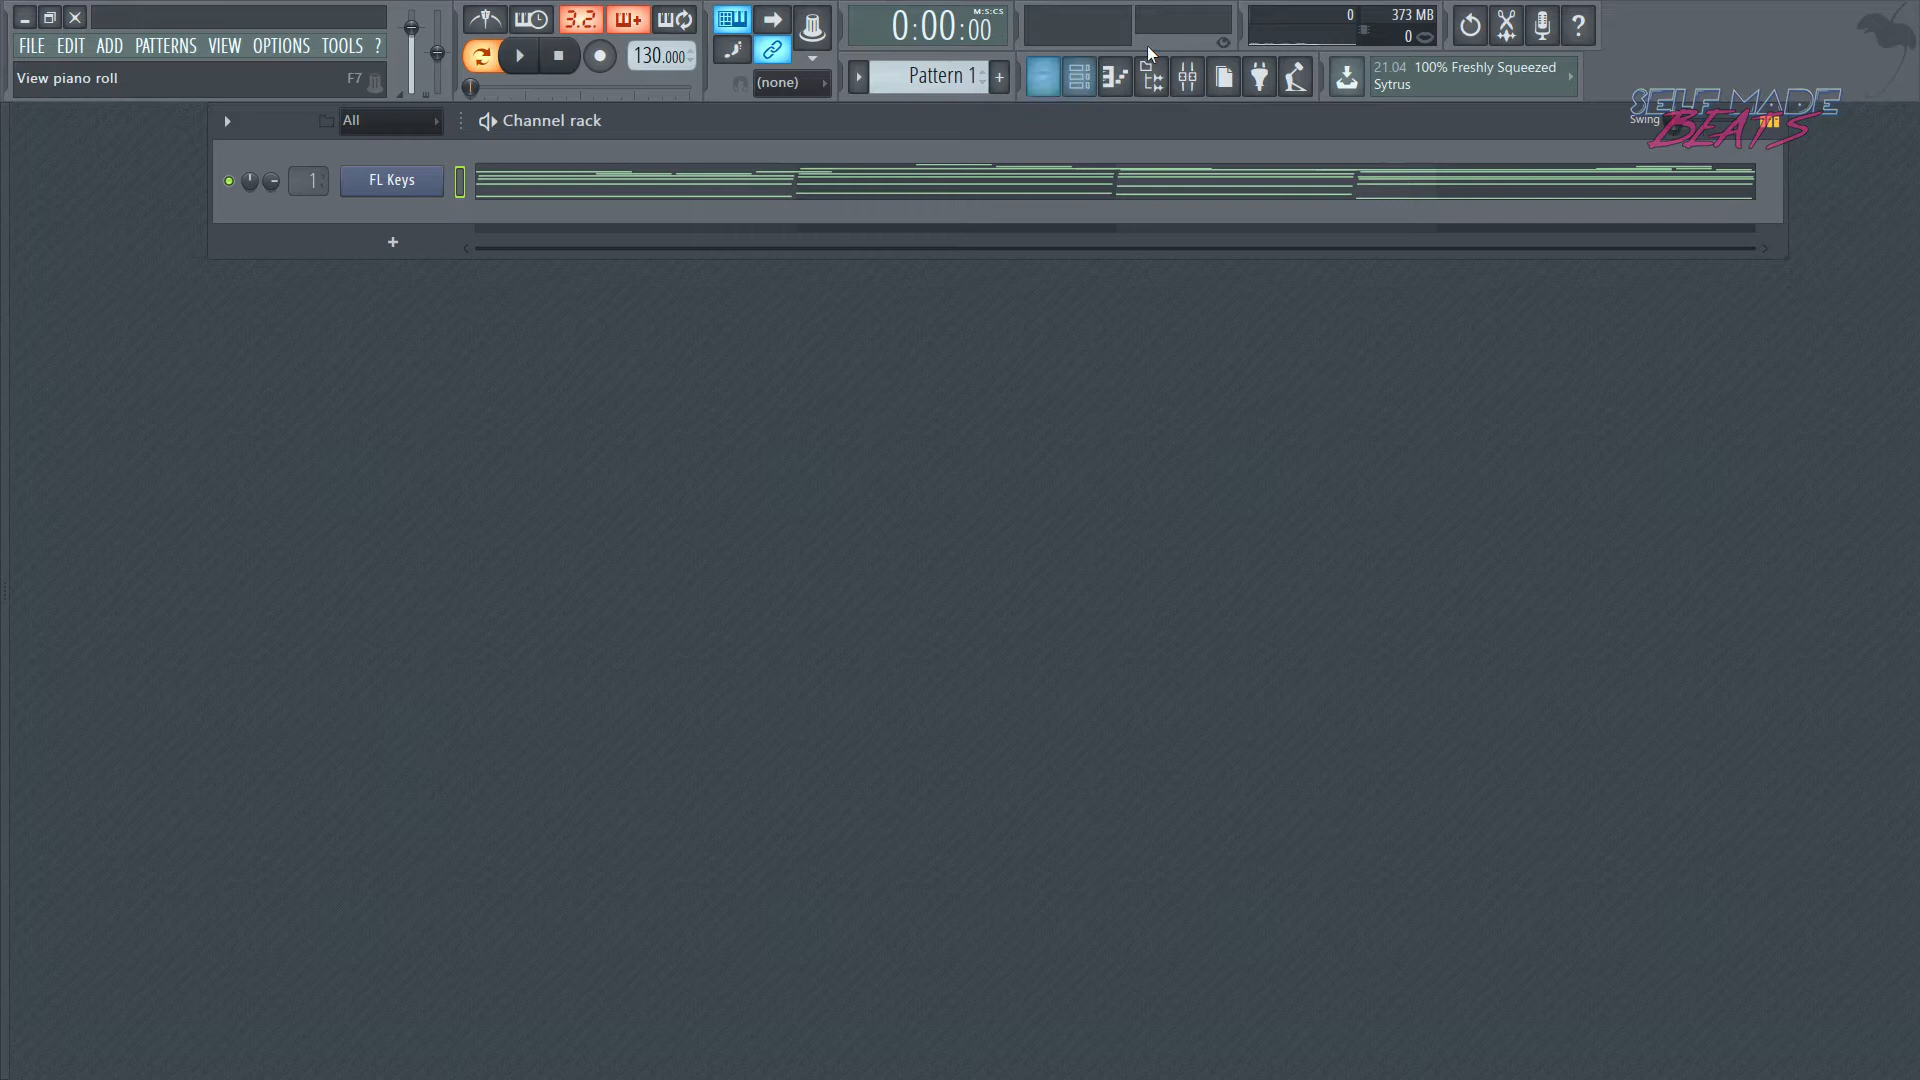 FILE EDIT ADD PATTERNS VIEW OPTIONS TOOLS ?
View piano roll F7
3.2.
130.000
(none)
M:S:CS
0:00:00
Pattern 1
+
0 373 MB
0
?
21.04 100% Freshly Squeezed
Sytrus
SELF MADE
BEATS
All
Channel rack
Swing
1 FL Keys
+